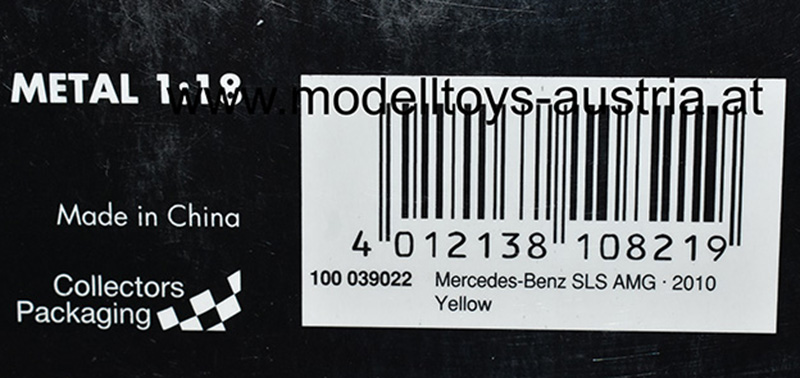 METAL 1:18
www.modelltoys-austria.at
Made in China
Collectors
Packaging
4 012138 108219
100 039022 Mercedes-Benz SLS AMG · 2010
Yellow